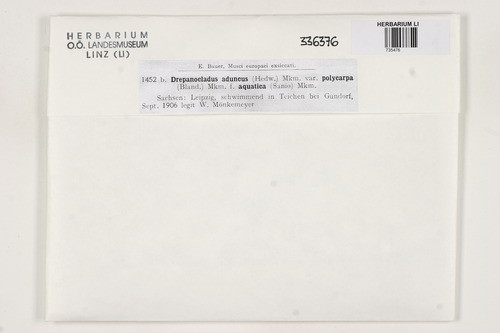 HERBARIUM
O.Ö. LANDESMUSEUM
LINZ (LI)
336376
HERBARIUM LI
735476
E. Bauer, Musci europaei exsiccati.
1452 b. Drepanocladus aduncus (Hedw.) Mkm. var. polycarpa
(Bland.) Mkm. f. aquatica (Sanio) Mkm.
Sachsen: Leipzig, schwimmend in Teichen bei Gundorf,
Sept. 1906 legit W. Mönkemeyer